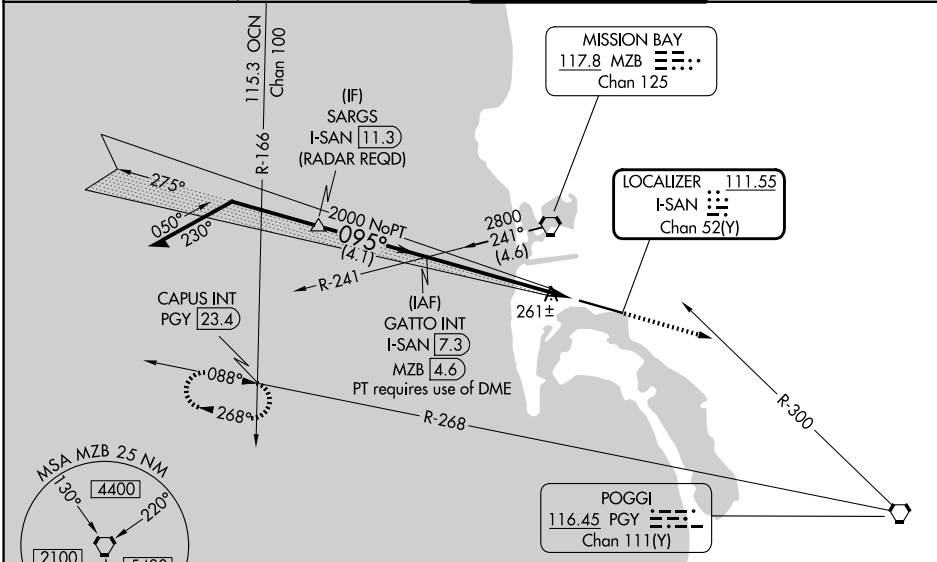 115.3 OCN
Chan 100
R-166
MISSION BAY
117.8 MZB
Chan 125
(IF)
SARGS
I-SAN 11.3
(RADAR REQD)
LOCALIZER 111.55
I-SAN
Chan 52(Y)
275°
050°
230°
2000 NoPT
095°
(4.1)
2800
241°
(4.6)
R-241
261±
(IAF)
GATTO INT
I-SAN 7.3
MZB 4.6
PT requires use of DME
CAPUS INT
PGY 23.4
088°
268°
R-268
R-300
POGGI
116.45 PGY
Chan 111(Y)
MSA MZB 25 NM
130°
4400
220°
2100